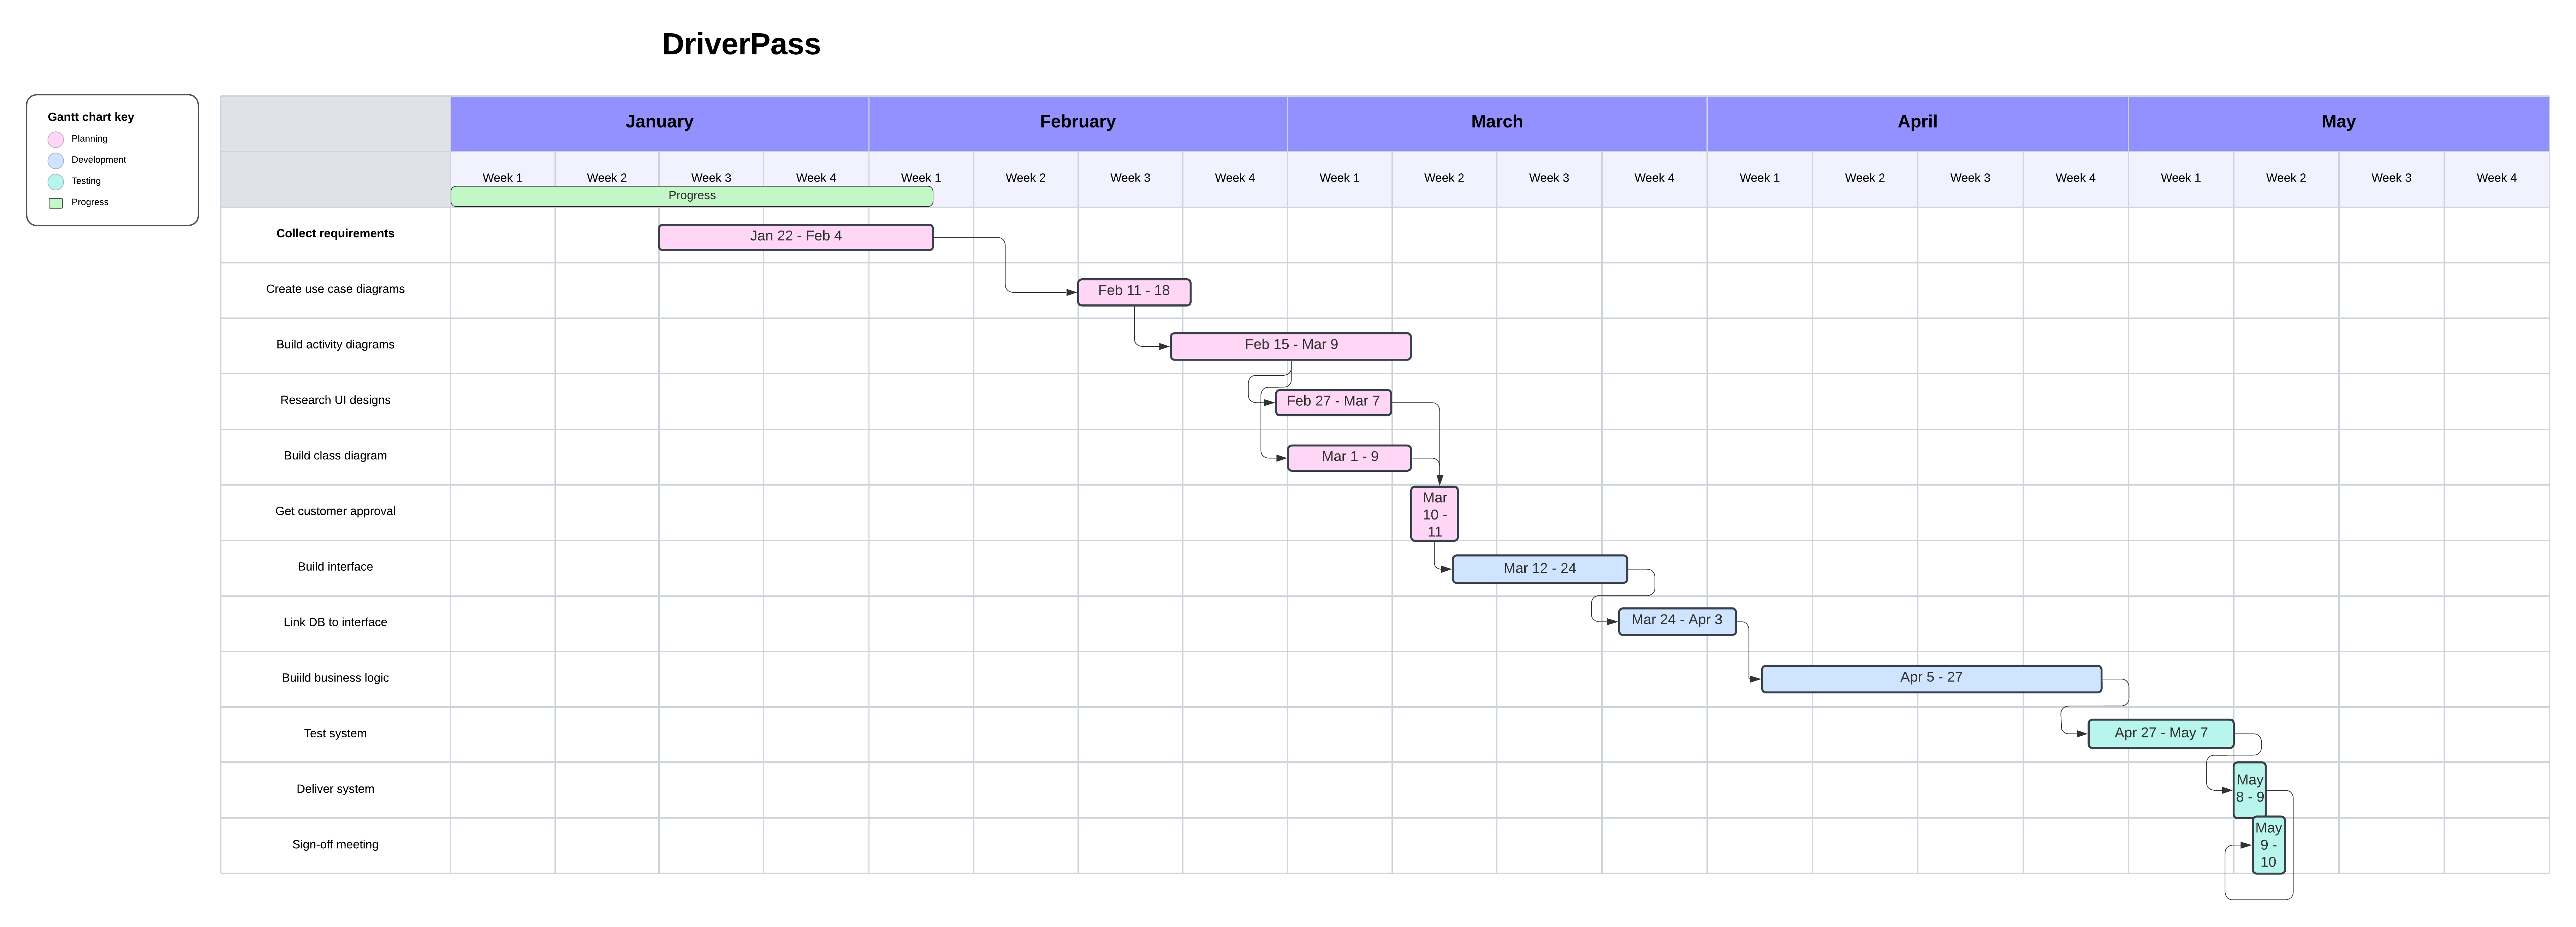 DriverPass
Gantt chart key
Planning
Development
Testing
Progress
January February March April May
Week 1 Week 2 Week 3 Week 4 Week 1 Week 2 Week 3 Week 4 Week 1 Week 2 Week 3 Week 4 Week 1 Week 2 Week 3 Week 4 Week 1 Week 2 Week 3 Week 4
Progress
Collect requirements
Jan 22 - Feb 4
Create use case diagrams
Feb 11 - 18
Build activity diagrams
Feb 15 - Mar 9
Research UI designs
Feb 27 - Mar 7
Build class diagram
Mar 1 - 9
Get customer approval
Mar
10 -
11
Build interface
Mar 12 - 24
Link DB to interface
Mar 24 - Apr 3
Buiild business logic
Apr 5 - 27
Test system
Apr 27 - May 7
Deliver system
May
8 - 9
Sign-off meeting
May
9 -
10